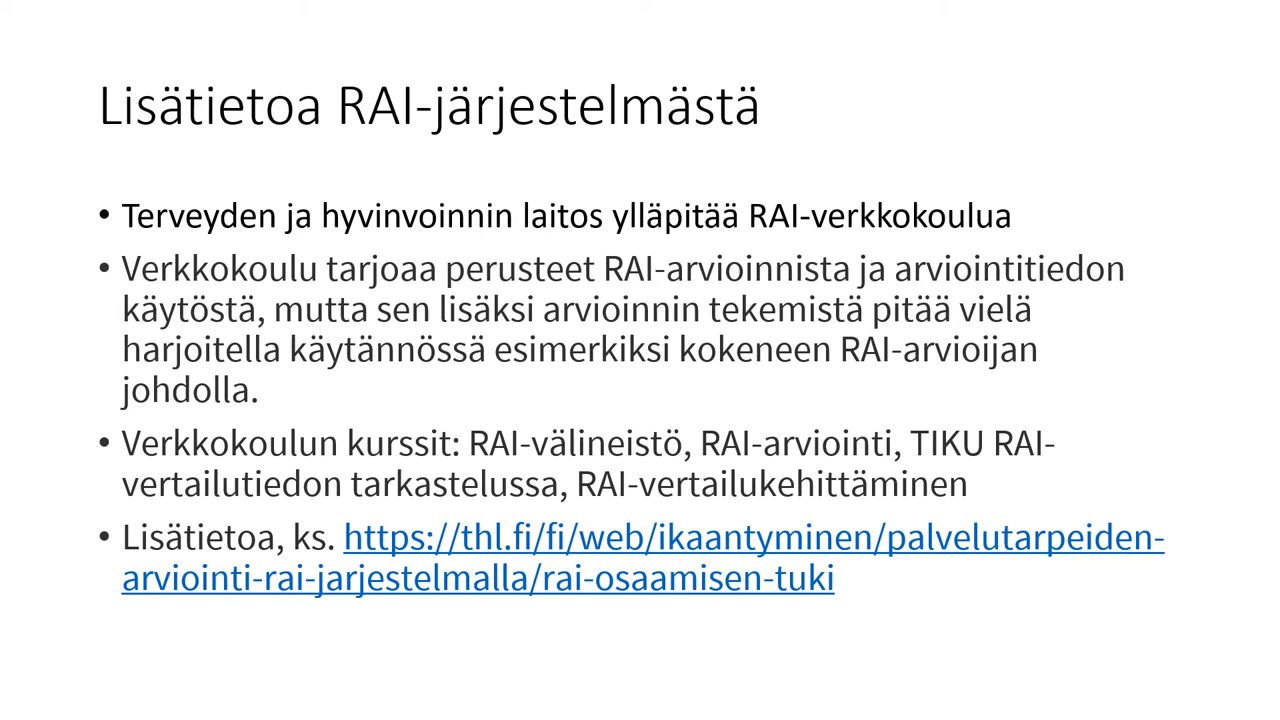 Lisätietoa RAI-järjestelmästä
• Terveyden ja hyvinvoinnin laitos ylläpitää RAI-verkkokoulua
• Verkkokoulu tarjoaa perusteet RAI-arvioinnista ja arviointitiedon
käytöstä, mutta sen lisäksi arvioinnin tekemistä pitää vielä
harjoitella käytännössä esimerkiksi kokeneen RAI-arvioijan
johdolla.
• Verkkokoulun kurssit: RAI-välineistö, RAI-arviointi, TIKU RAI-
vertailutiedon tarkastelussa, RAI-vertailukehittäminen
• Lisätietoa, ks. https://thl.fi/fi/web/ikaantyminen/palvelutarpeiden-
arviointi-rai-jarjestelmalla/rai-osaamisen-tuki